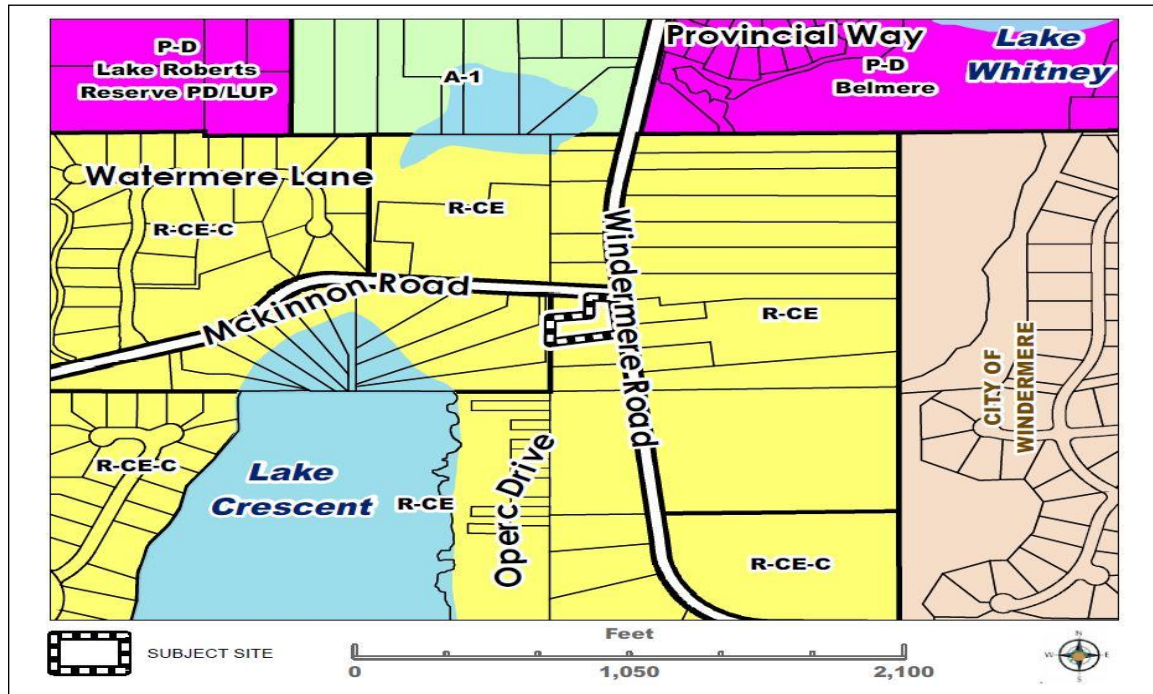 P-D
Lake Roberts
Reserve PD/LUP
A-1
Provincial Way
P-D
Belmere
Lake
Whitney
Watermere Lane
R-CE-C
R-CE
Windermere Road
Mckinnon Road
R-CE
CITY OF
WINDERMERE
R-CE-C
Lake
Crescent
R-CE
Operc Drive
R-CE-C
SUBJECT SITE
Feet
0
1,050
2,100
N
W
E
S